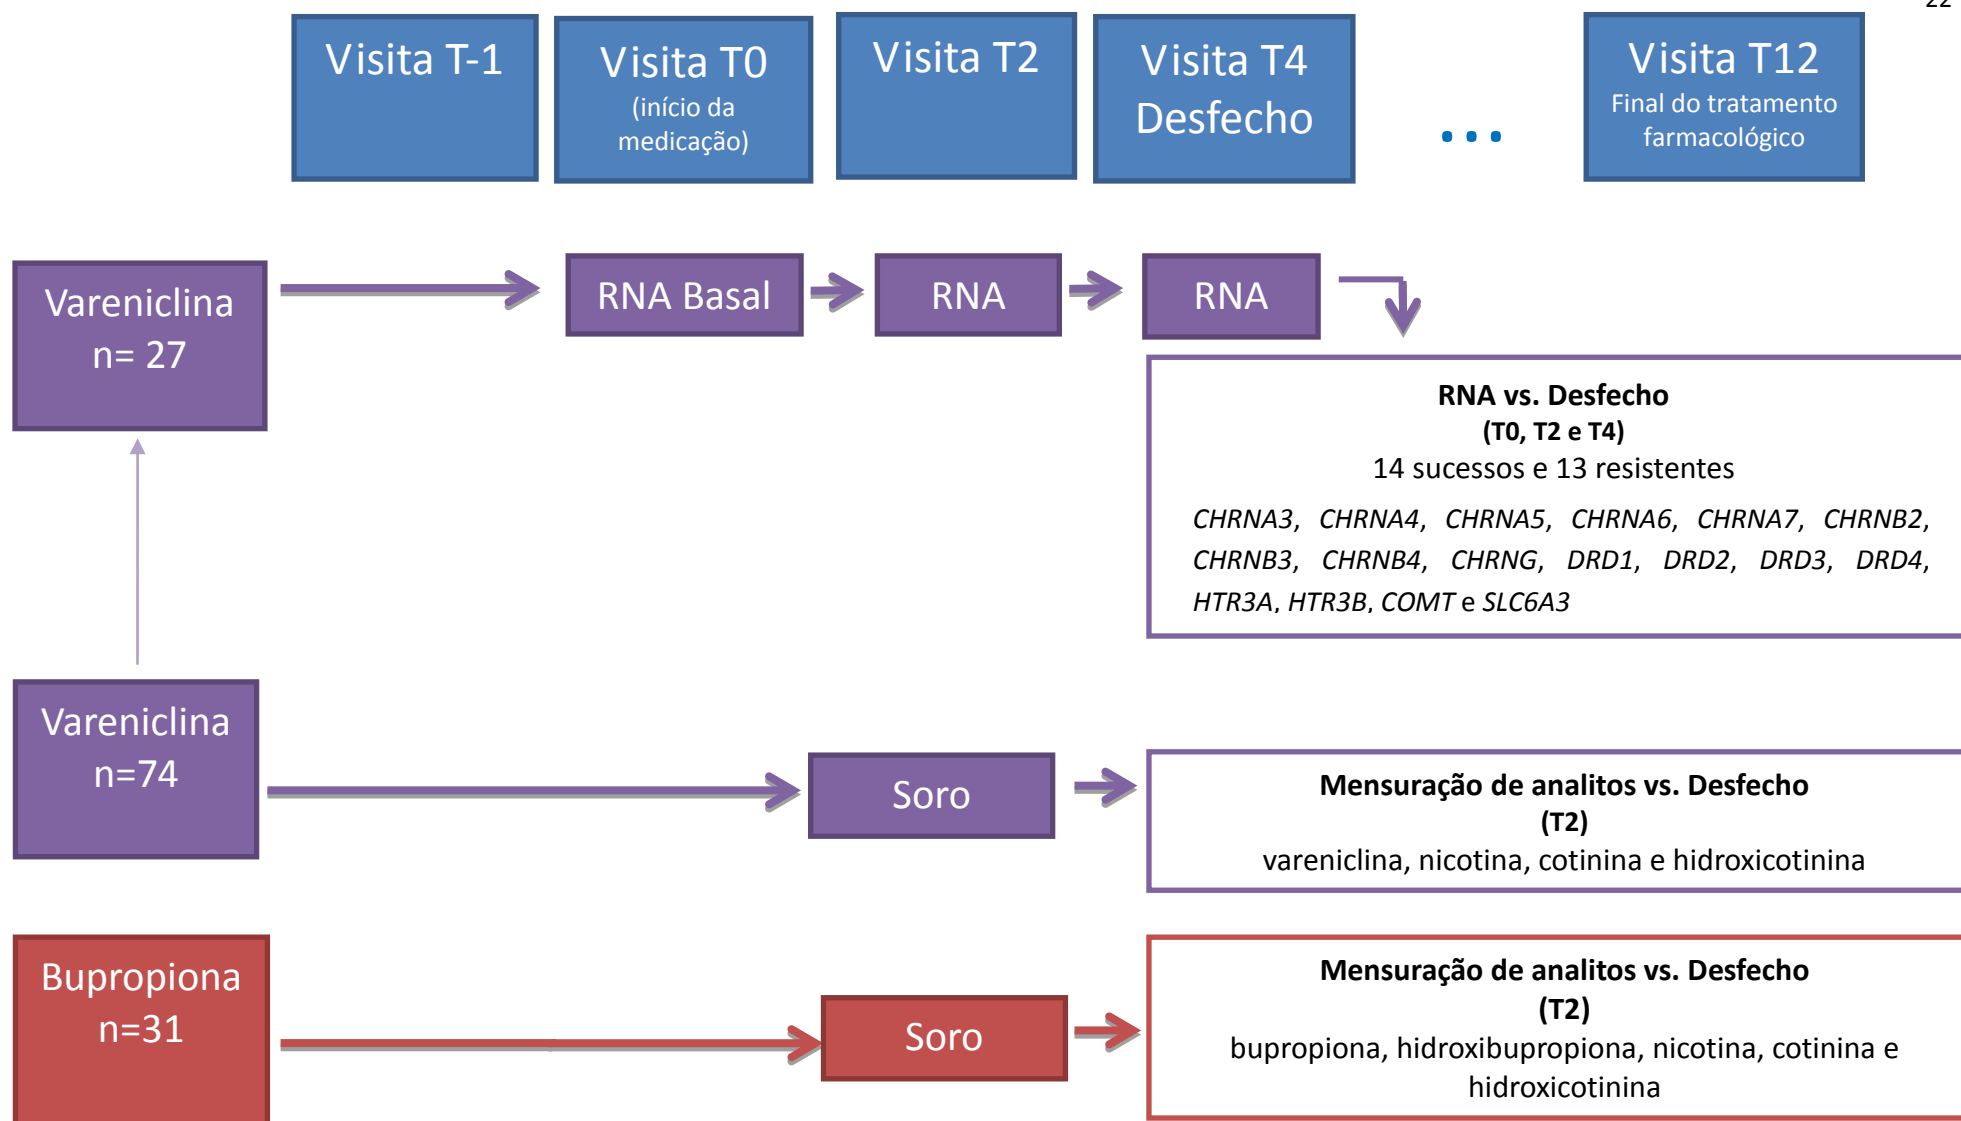 22
Visita T-1
Visita T0
(início da
medicação)
Visita T2
Visita T4
Desfecho
...
Visita T12
Final do tratamento
farmacológico
Vareniclina
n= 27
RNA Basal
RNA
RNA
RNA vs. Desfecho
(T0, T2 e T4)
14 sucessos e 13 resistentes
CHRNA3, CHRNA4, CHRNA5, CHRNA6, CHRNA7, CHRNB2,
CHRNB3, CHRNB4, CHRNG, DRD1, DRD2, DRD3, DRD4,
HTR3A, HTR3B, COMT e SLC6A3
Vareniclina
n=74
Soro
Mensuração de analitos vs. Desfecho
(T2)
vareniclina, nicotina, cotinina e hidroxicotinina
Bupropiona
n=31
Soro
Mensuração de analitos vs. Desfecho
(T2)
bupropiona, hidroxibupropiona, nicotina, cotinina e
hidroxicotinina